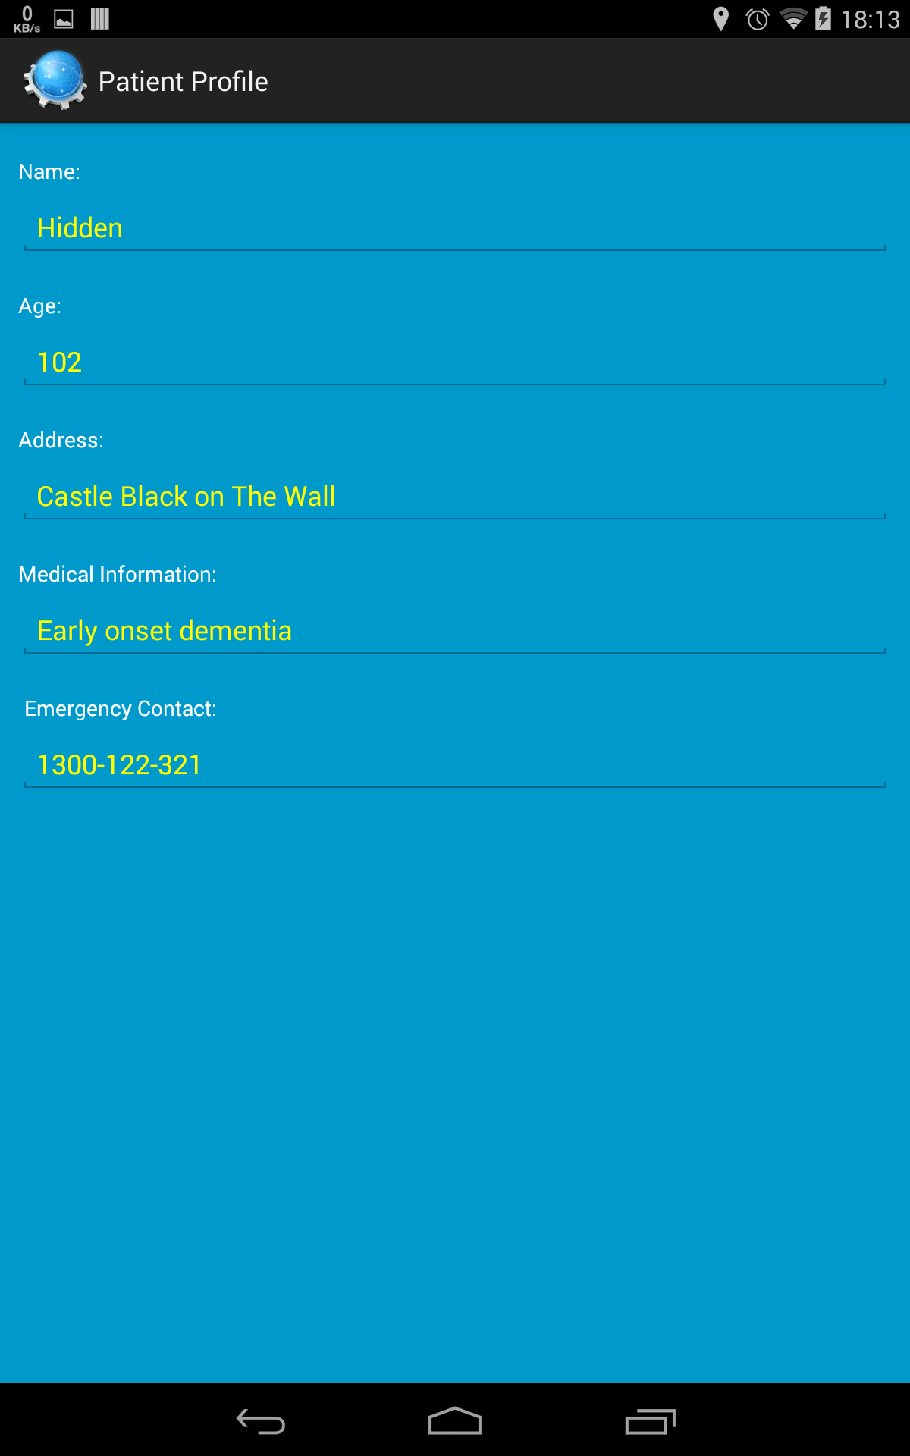 0
KB/s
18:13
Patient Profile
Name:
Hidden
Age:
102
Address:
Castle Black on The Wall
Medical Information:
Early onset dementia
Emergency Contact:
1300-122-321